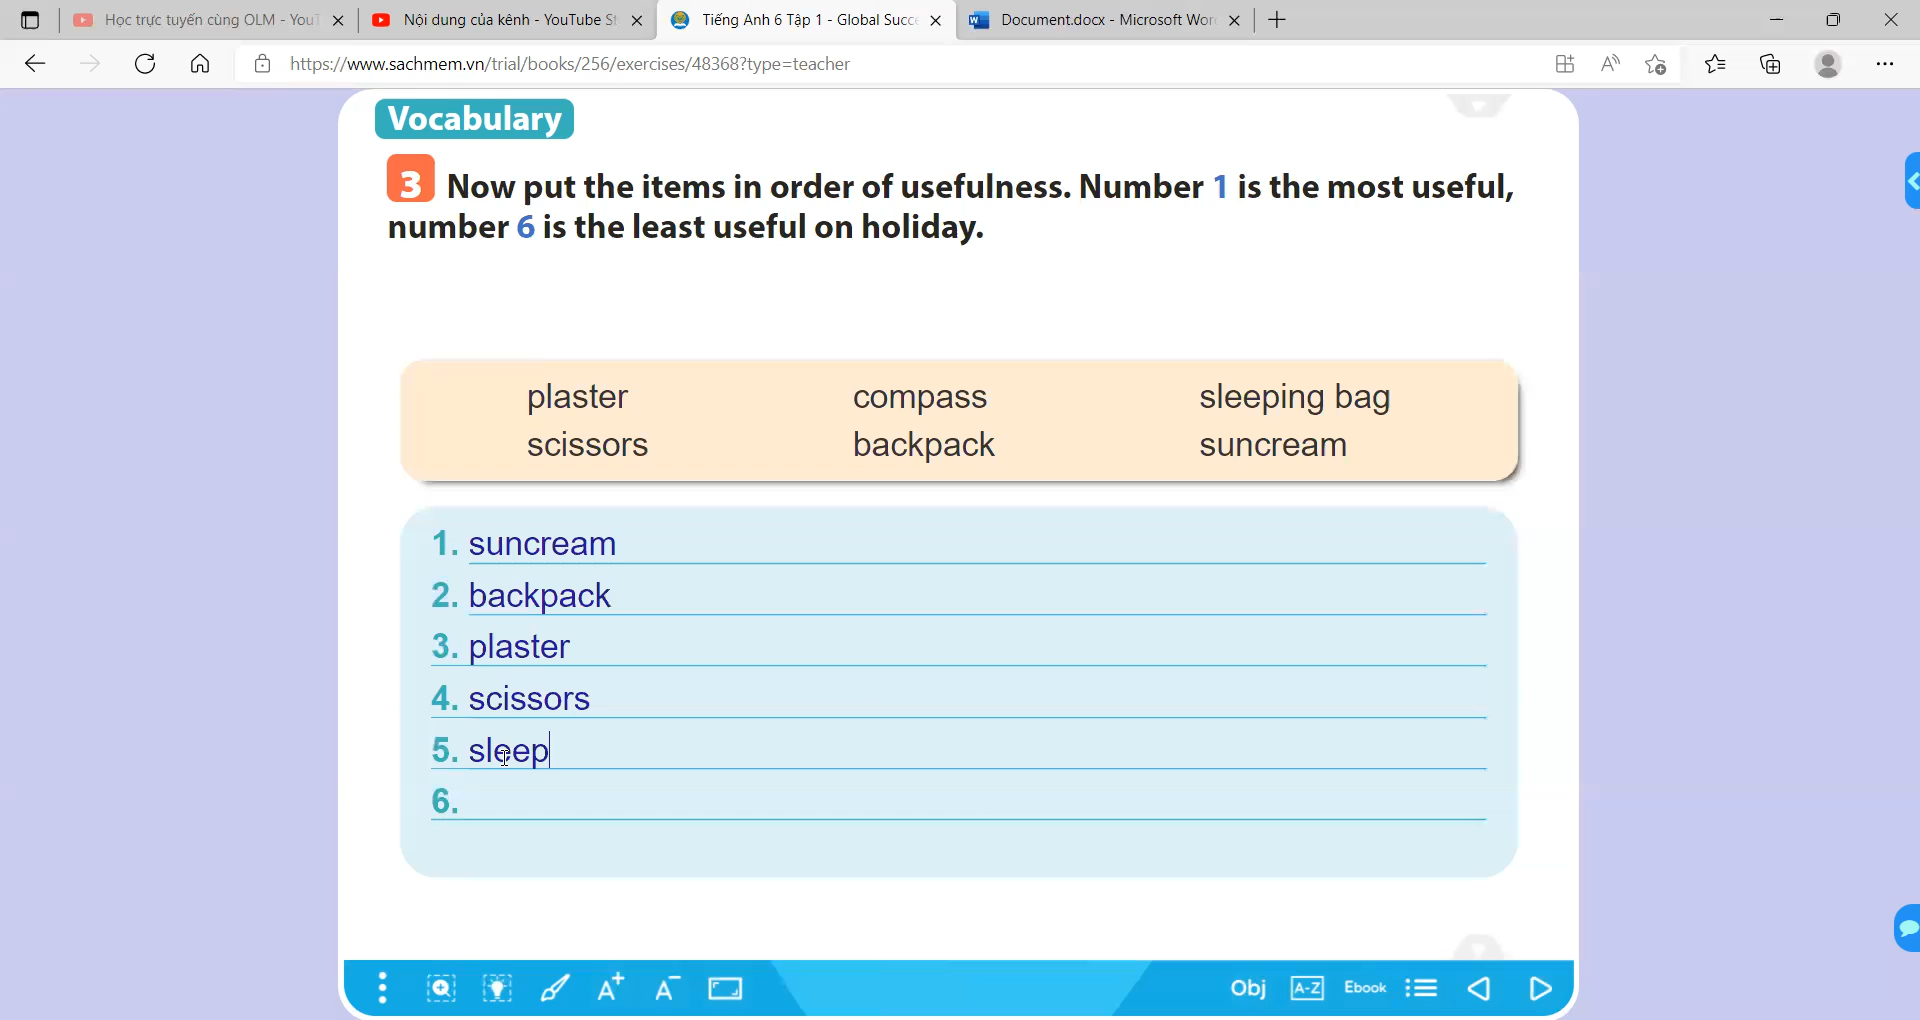 Học trực tuyến cùng OLM - YouT
Nội dung của kênh - YouTube St
Tiếng Anh 6 Tập 1 - Global Succe
Document.docx - Microsoft Wor
https://www.sachmem.vn/trial/books/256/exercises/48368?type=teacher
Vocabulary
3 Now put the items in order of usefulness. Number 1 is the most useful,
number 6 is the least useful on holiday.
plaster compass sleeping bag
scissors backpack suncream
1. suncream
2. backpack
3. plaster
4. scissors
5. sleep
6.
A+ A- Obj A-Z Ebook